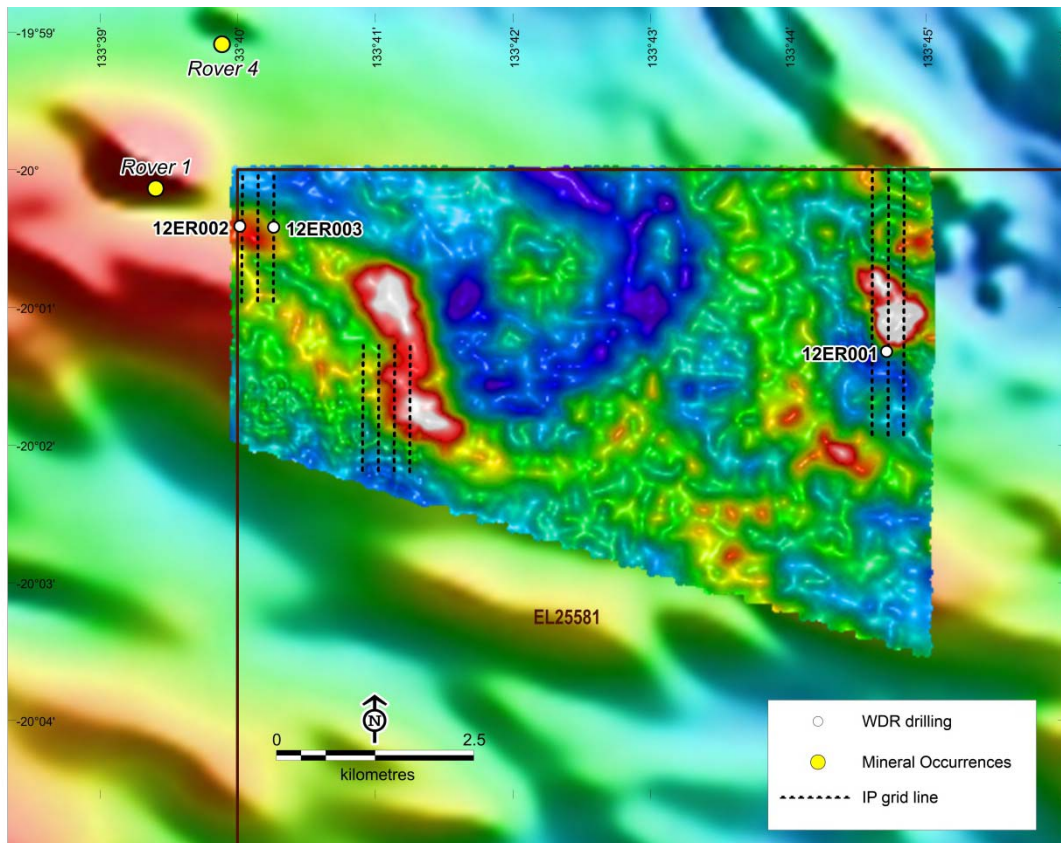 -19°59'
133°39'
133°40'
133°41'
133°42'
133°43'
133°44'
133°45'
Rover 4
-20°
Rover 1
12ER002
12ER003
-20°01'
12ER001
-20°02'
-20°03'
EL25581
-20°04'
N
0
2.5
kilometres
WDR drilling
Mineral Occurrences
IP grid line